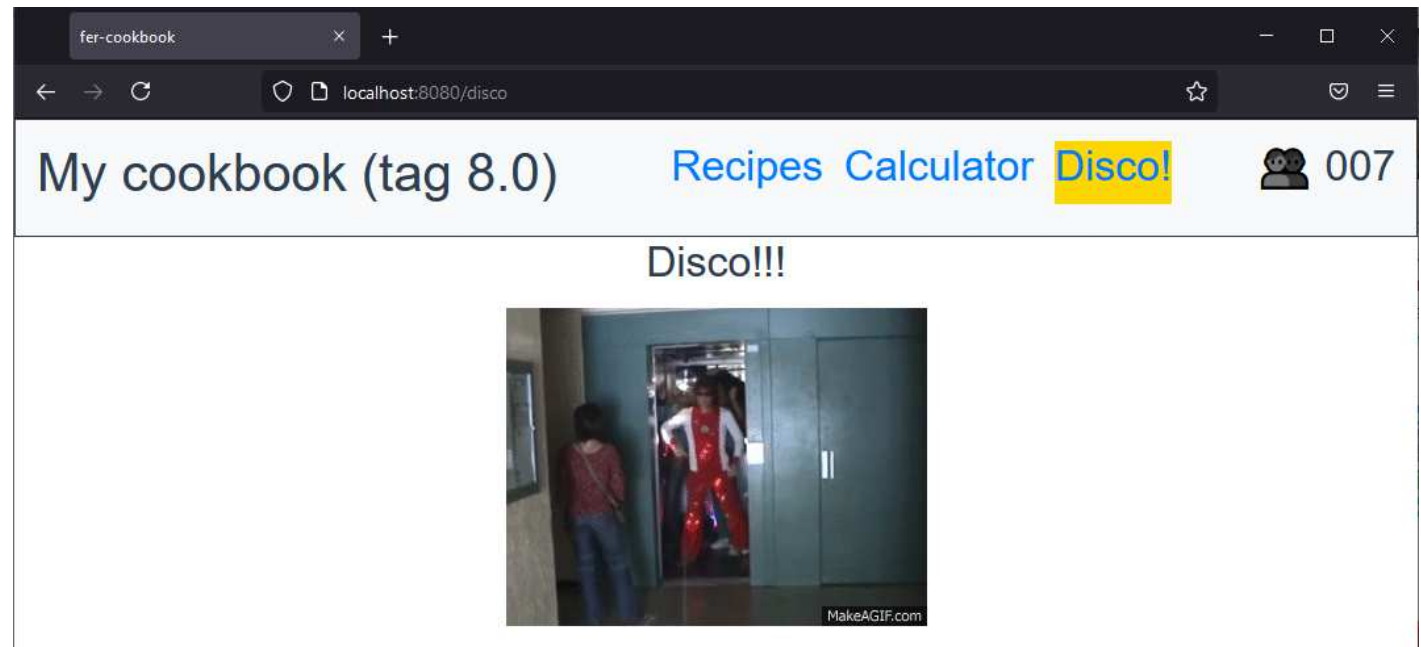 fer-cookbook
localhost:8080/disco
My cookbook (tag 8.0) Recipes Calculator Disco! 007
Disco!!!
MakeAGIF.com